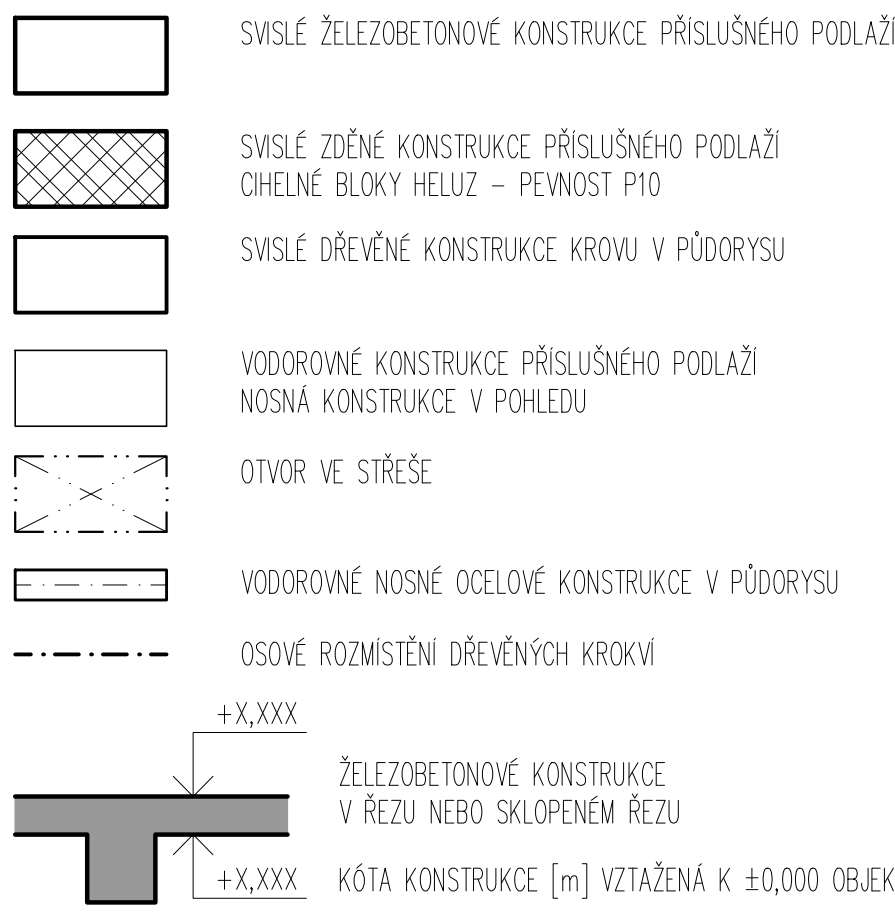 SVISLÉ ŽELEZOBETONOVÉ KONSTRUKCE PŘÍSLUŠNÉHO PODLAŽÍ
SVISLÉ ZDĚNÉ KONSTRUKCE PŘÍSLUŠNÉHO PODLAŽÍ
CIHELNÉ BLOKY HELUZ – PEVNOST P10
SVISLÉ DŘEVĚNÉ KONSTRUKCE KROVU V PŮDORYSU
VODOROVNÉ KONSTRUKCE PŘÍSLUŠNÉHO PODLAŽÍ
NOSNÁ KONSTRUKCE V POHLEDU
OTVOR VE STŘEŠE
VODOROVNÉ NOSNÉ OCELOVÉ KONSTRUKCE V PŮDORYSU
OSOVÉ ROZMÍSTĚNÍ DŘEVĚNÝCH KROKVÍ
+X,XXX
ŽELEZOBETONOVÉ KONSTRUKCE
V ŘEZU NEBO SKLOPENÉM ŘEZU
+X,XXX KÓTA KONSTRUKCE [m] VZTAŽENÁ K ±0,000 OBJEK